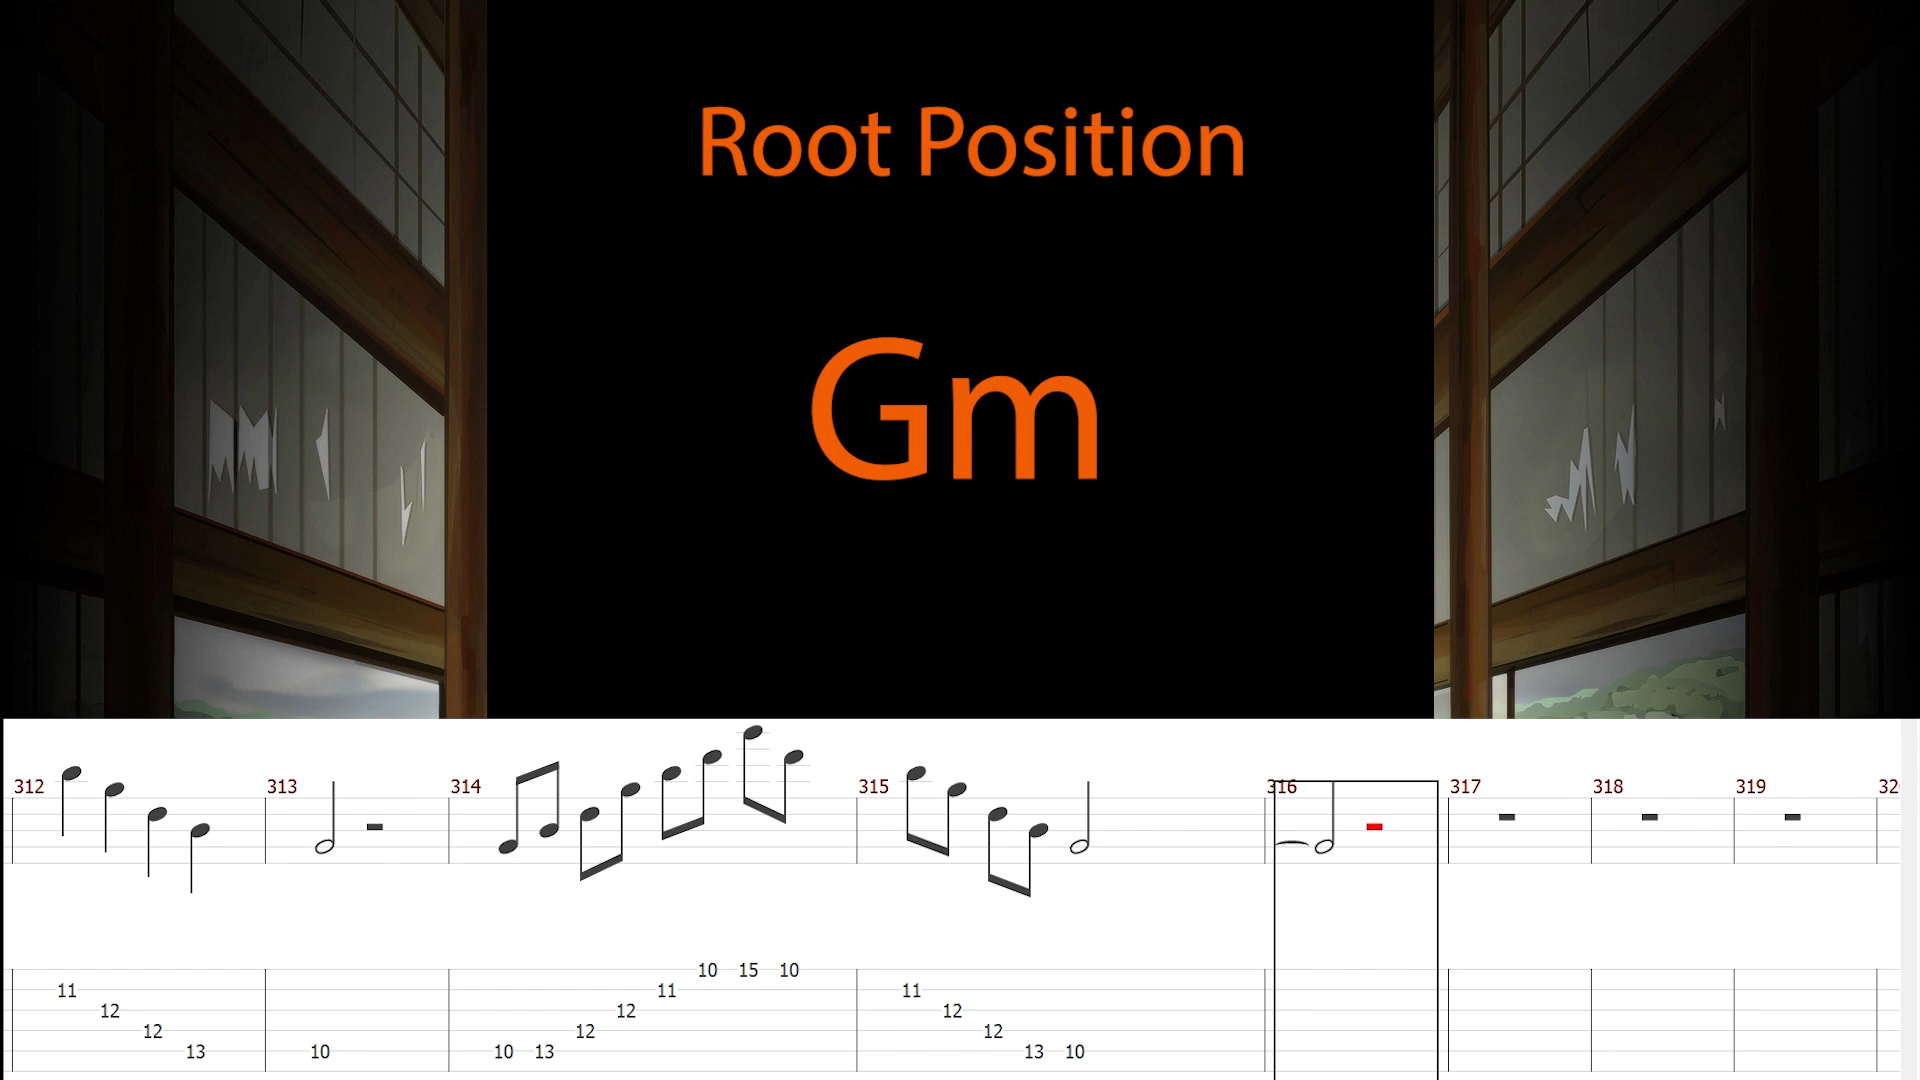 Root Position
Gm
312 313 314 315 316 317 318 319 32
10 15 10
11 11 11
12 12 12
12 12 12
13 10 10 13 13 10